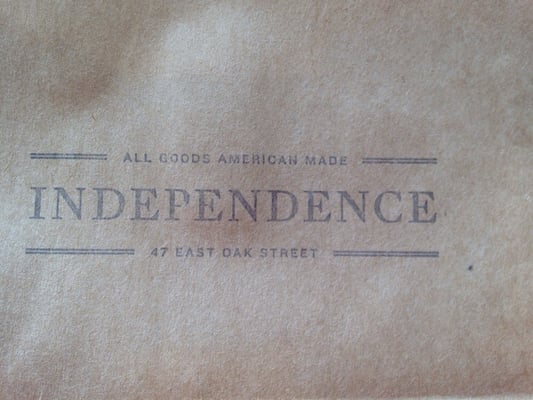 ALL GOODS AMERICAN MADE
INDEPENDENCE
47 EAST OAK STREET